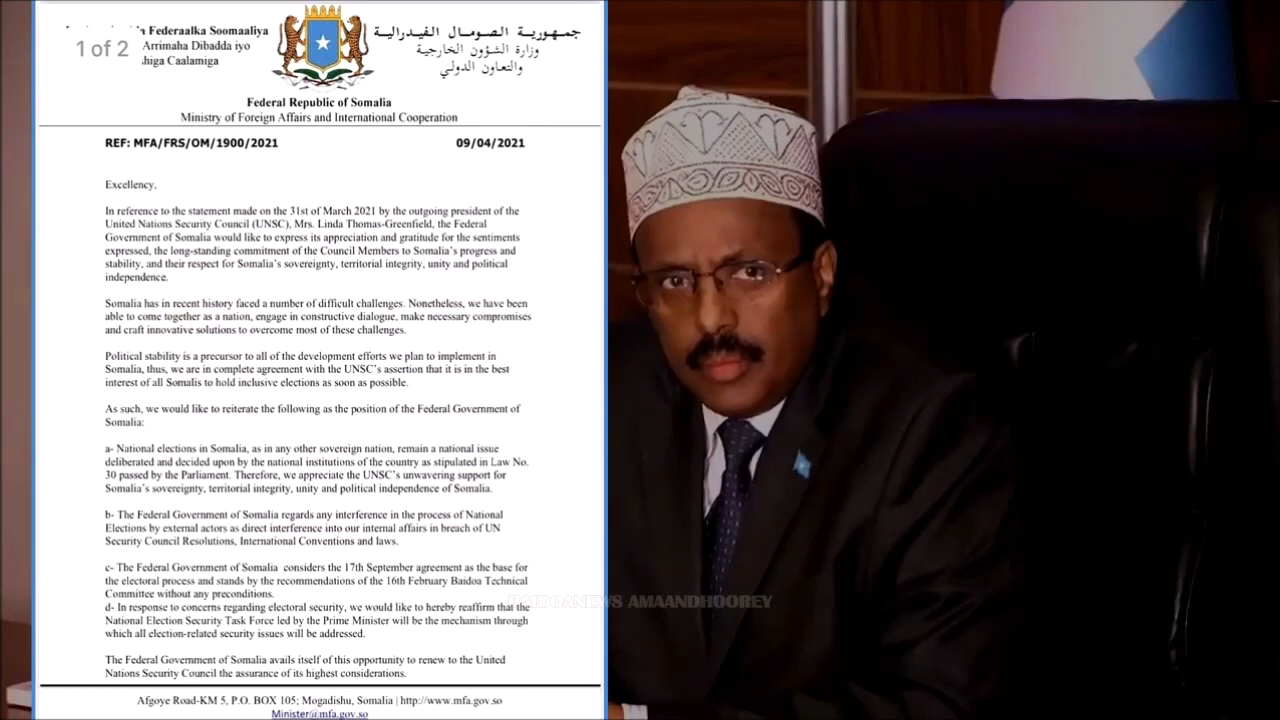 Federaalka Soomaaliya
Arrimaha Dibadda iyo
Caalamiga
1 of 2
جمهورية الصومال الفيدرالية
وزارة الشؤون الخارجية
والتعاون الدولي
Federal Republic of Somalia
Ministry of Foreign Affairs and International Cooperation
REF: MFA/FRS/OM/1900/2021 09/04/2021
Excellency,
In reference to the statement made on the 31st of March 2021 by the outgoing president of the
United Nations Security Council (UNSC), Mrs. Linda Thomas-Greenfield, the Federal
Government of Somalia would like to express its appreciation and gratitude for the sentiments
expressed, the long-standing commitment of the Council Members to Somalia's progress and
stability, and their respect for Somalia's sovereignty, territorial integrity, unity and political
independence.
Somalia has in recent history faced a number of difficult challenges. Nonetheless, we have been
able to come together as a nation, engage in constructive dialogue, make necessary compromises
and craft innovative solutions to overcome most of these challenges.
Political stability is a precursor to all of the development efforts we plan to implement in
Somalia, thus, we are in complete agreement with the UNSC's assertion that it is in the best
interest of all Somalis to hold inclusive elections as soon as possible.
As such, we would like to reiterate the following as the position of the Federal Government of
Somalia:
a- National elections in Somalia, as in any other sovereign nation, remain a national issue
deliberated and decided upon by the national institutions of the country as stipulated in Law No.
30 passed by the Parliament. Therefore, we appreciate the UNSC's unwavering support for
Somalia's sovereignty, territorial integrity, unity and political independence of Somalia.
b- The Federal Government of Somalia regards any interference in the process of National
Elections by external actors as direct interference into our internal affairs in breach of UN
Security Council Resolutions, International Conventions and laws.
c- The Federal Government of Somalia considers the 17th September agreement as the base for
the electoral process and stands by the recommendations of the 16th February Baidoa Technical
Committee without any preconditions.
d- In response to concerns regarding electoral security, we would like to hereby reaffirm that the
National Election Security Task Force led by the Prime Minister will be the mechanism through
which all election-related security issues will be addressed.
The Federal Government of Somalia avails itself of this opportunity to renew to the United
Nations Security Council the assurance of its highest considerations.
Afgoye Road-KM 5, P.O. BOX 105; Mogadishu, Somalia | http://www.mfa.gov.so
Minister@mfa.gov.so
BAIDOANEWS AMAANDHOOREY